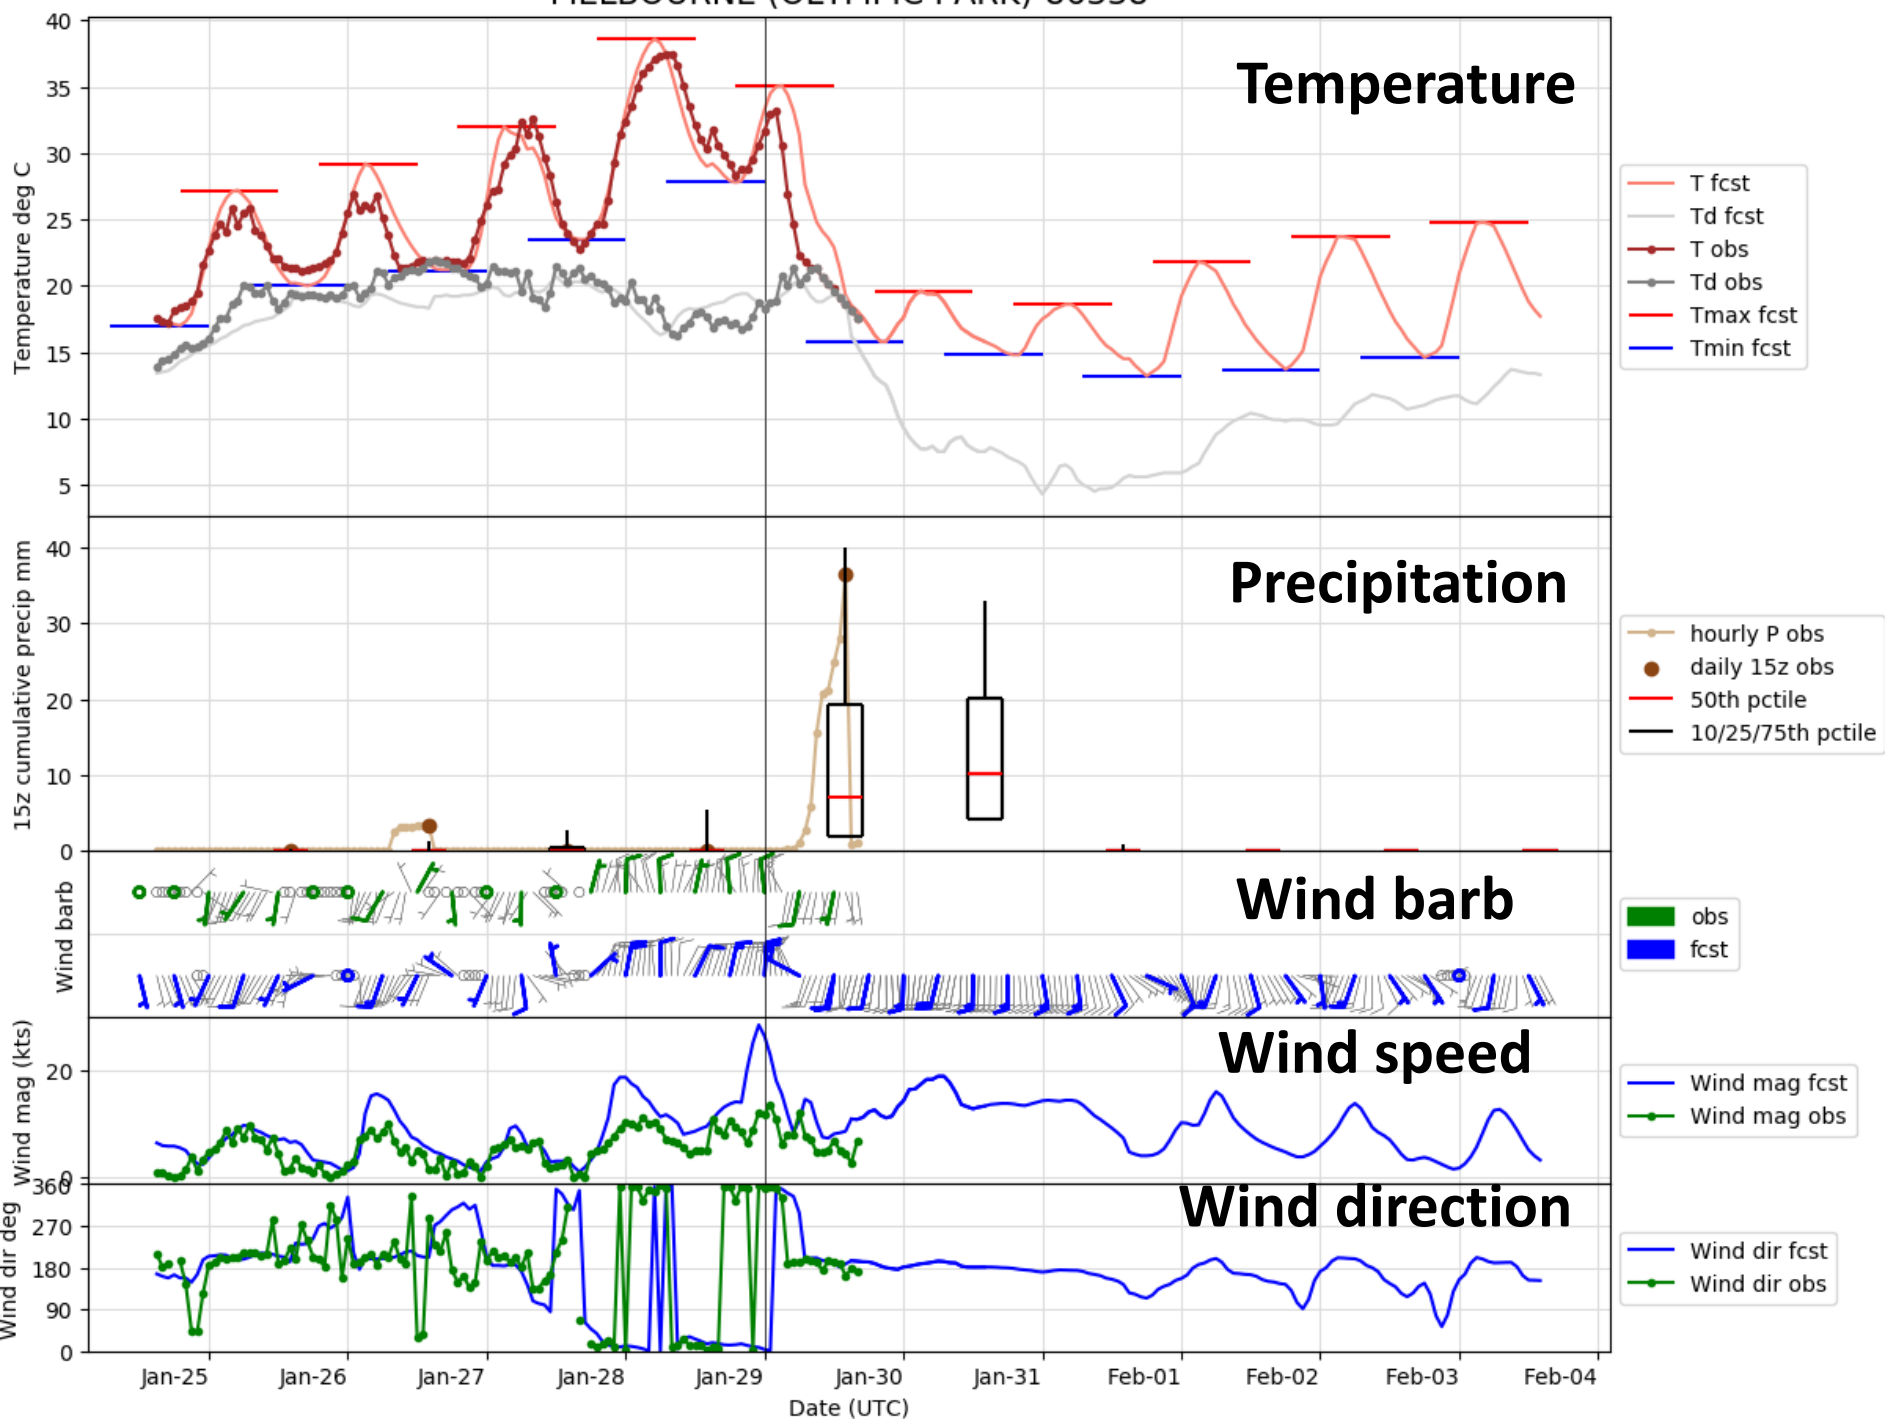 MELBOURNE (OLYMPIC PARK) 86338
Temperature
Temperature deg C
40
35
30
25
20
15
10
5
T fcst
Td fcst
T obs
Td obs
Tmax fcst
Tmin fcst
Precipitation
15z cumulative precip mm
40
30
20
10
0
hourly P obs
daily 15z obs
50th pctile
10/25/75th pctile
Wind barb
Wind barb
obs
fcst
Wind speed
Wind mag (kts)
20
0
Wind mag fcst
Wind mag obs
Wind direction
Wind dir deg
360
270
180
90
0
Wind dir fcst
Wind dir obs
Jan-25 Jan-26 Jan-27 Jan-28 Jan-29 Jan-30 Jan-31 Feb-01 Feb-02 Feb-03 Feb-04
Date (UTC)